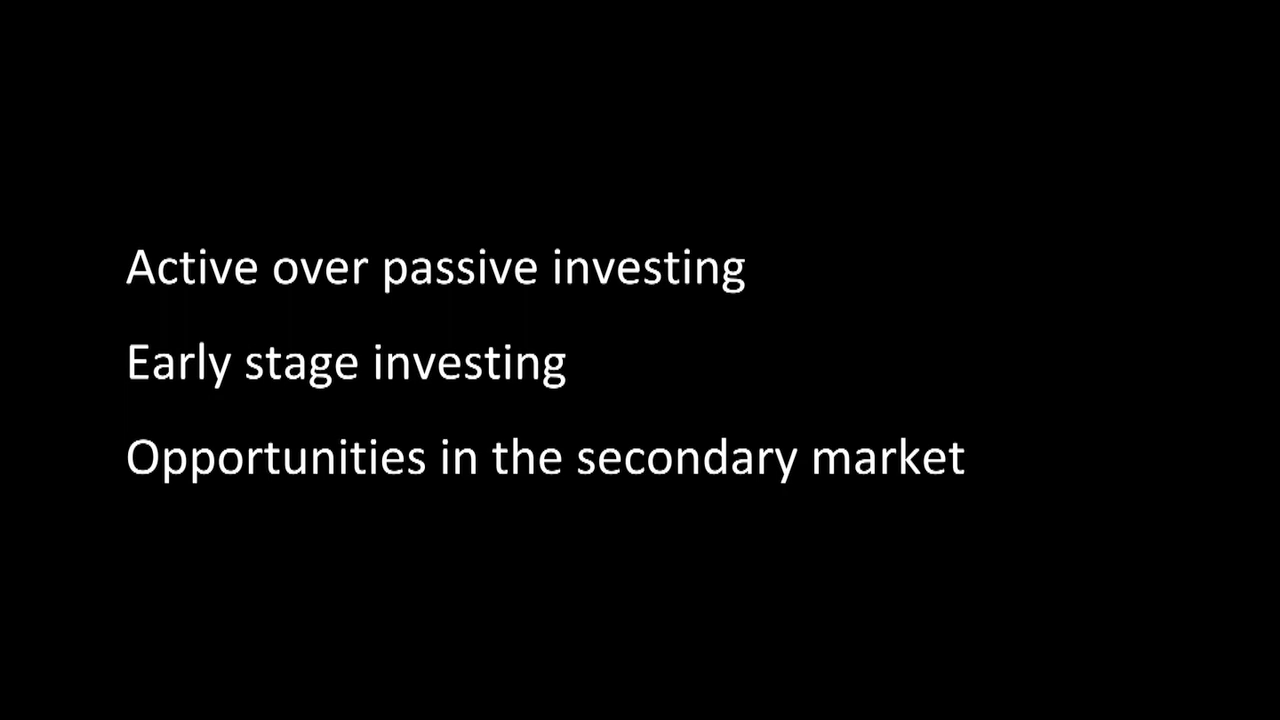 Active over passive investing
Early stage investing
Opportunities in the secondary market